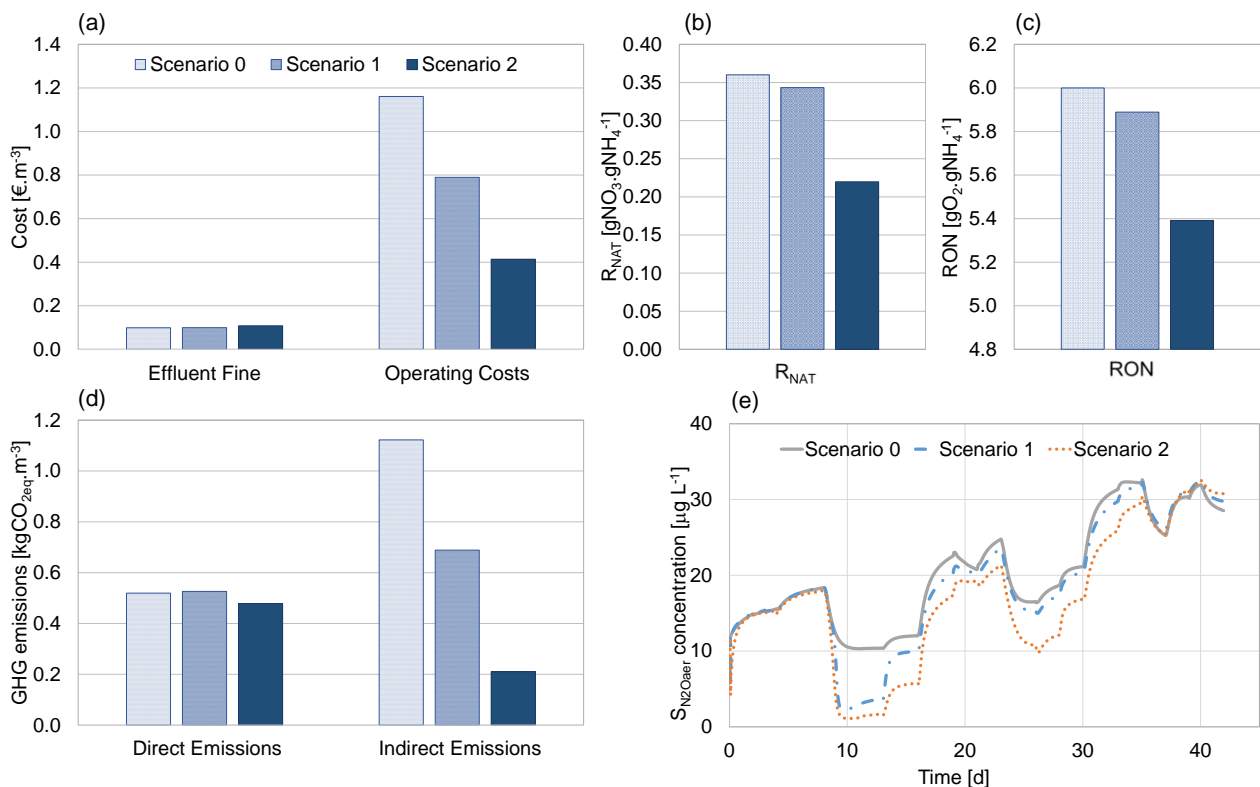 (a)
Cost [€.m-3]
1.4
1.2
1.0
0.8
0.6
0.4
0.2
0.0
Scenario 0 Scenario 1 Scenario 2
Effluent Fine Operating Costs
(b)
RNAT [gNO3.gNH4-1]
0.40
0.35
0.30
0.25
0.20
0.15
0.10
0.05
0.00
RNAT
(c)
RON [gO2.gNH4-1]
6.2
6.0
5.8
5.6
5.4
5.2
5.0
4.8
RON
(d)
GHG emissions [kgCO2eq.m-3]
1.2
1.0
0.8
0.6
0.4
0.2
0.0
Direct Emissions Indirect Emissions
(e)
SN2Oaer concentration [µg L-1]
40
30
20
10
0
Scenario 0 Scenario 1 Scenario 2
0 10 20 30 40
Time [d]